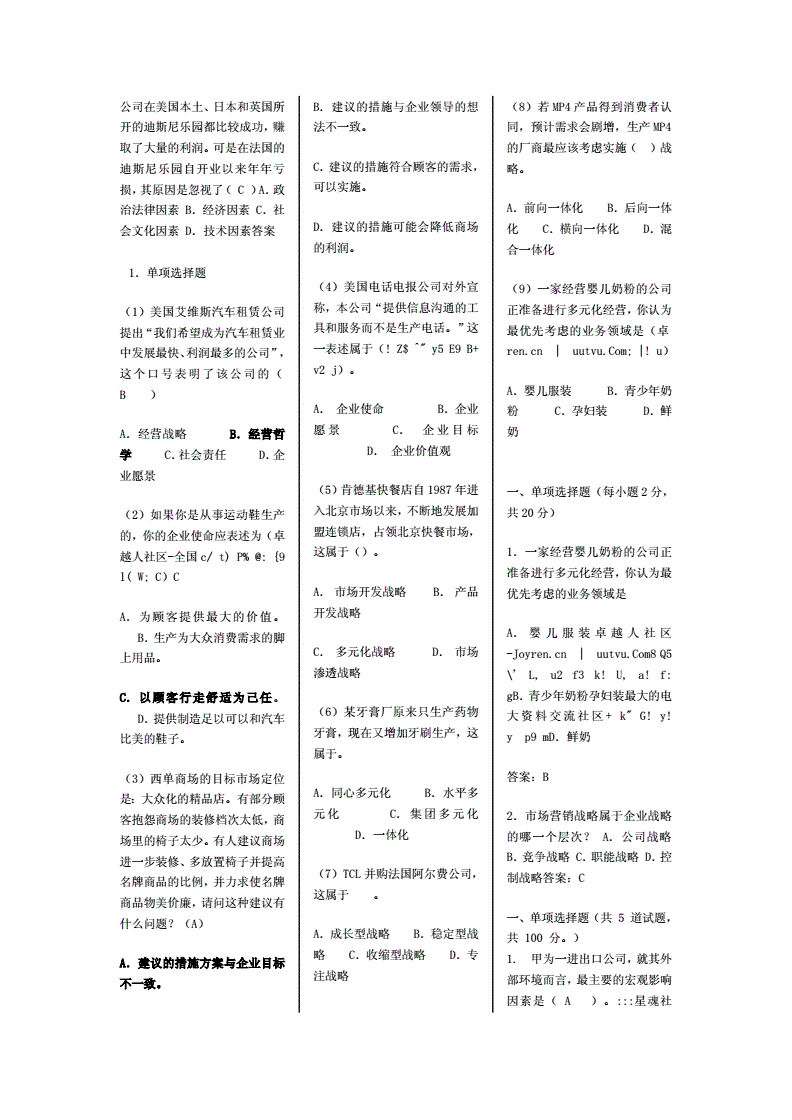 公司在美国本土、日本和英国所
开的迪斯尼乐园都比较成功,赚
取了大量的利润。可是在法国的
迪斯尼乐园自开业以来年年亏
损,其原因是忽视了( C )A.政
治法律因素 B.经济因素 C.社
会文化因素 D.技术因素答案
1.单项选择题
(1)美国艾维斯汽车租赁公司
提出“我们希望成为汽车租赁业
中发展最快、利润最多的公司”,
这个口号表明了该公司的(
B )
A.经营战略 B.经营哲
学 C.社会责任 D.企
业愿景
(2)如果你是从事运动鞋生产
的,你的企业使命应表述为(卓
越人社区-全国 c/ t) P% @: {9
l( W; C)C
A.为顾客提供最大的价值。
B.生产为大众消费需求的脚
上用品。
C.以顾客行走舒适为己任。
D.提供制造足以可以和汽车
比美的鞋子。
(3)西单商场的目标市场定位
是:大众化的精品店。有部分顾
客抱怨商场的装修档次太低,商
场里的椅子太少。有人建议商场
进一步装修、多放置椅子并提高
名牌商品的比例,并力求使名牌
商品物美价廉,请问这种建议有
什么问题?(A)
A.建议的措施方案与企业目标
不一致。
B.建议的措施与企业领导的想
法不一致。
C.建议的措施符合顾客的需求,
可以实施。
D.建议的措施可能会降低商场
的利润。
(4)美国电话电报公司对外宣
称,本公司“提供信息沟通的工
具和服务而不是生产电话。”这
一表述属于(! Z$ ^" y5 E9 B+
v2 j)。
A. 企业使命 B.企业
愿景 C. 企业目标
D. 企业价值观
(5)肯德基快餐店自 1987 年进
入北京市场以来,不断地发展加
盟连锁店,占领北京快餐市场,
这属于()。
A. 市场开发战略 B. 产品
开发战略
C. 多元化战略 D. 市场
渗透战略
(6)某牙膏厂原来只生产药物
牙膏,现在又增加牙刷生产,这
属于。
A.同心多元化 B.水平多
元化 C.集团多元化
D.一体化
(7)TCL 并购法国阿尔费公司,
这属于 。
A.成长型战略 B.稳定型战
略 C.收缩型战略 D.专
注战略
(8)若 MP4 产品得到消费者认
同,预计需求会剧增,生产 MP4
的厂商最应该考虑实施( )战
略。
A.前向一体化 B.后向一体
化 C.横向一体化 D.混
合一体化
(9)一家经营婴儿奶粉的公司
正准备进行多元化经营,你认为
最优先考虑的业务领域是(卓
ren.cn | uutvu.Com; |! u)
A.婴儿服装 B.青少年奶
粉 C.孕妇装 D.鲜
奶
一、单项选择题(每小题 2 分,
共 20 分)
1.一家经营婴儿奶粉的公司正
准备进行多元化经营,你认为最
优先考虑的业务领域是
A.婴儿服装卓越人社区
-Joyren.cn | uutvu.Com8 Q5
\' L, u2 f3 k! U, a! f:
gB.青少年奶粉孕妇装最大的电
大资料交流社区+ k" G! y!
y p9 mD.鲜奶
答案:B
2.市场营销战略属于企业战略
的哪一个层次? A.公司战略
B.竞争战略 C.职能战略 D.控
制战略答案:C
一、单项选择题(共 5 道试题,
共 100 分。)
1. 甲为一进出口公司,就其外
部环境而言,最主要的宏观影响
因素是( A )。:::星魂社